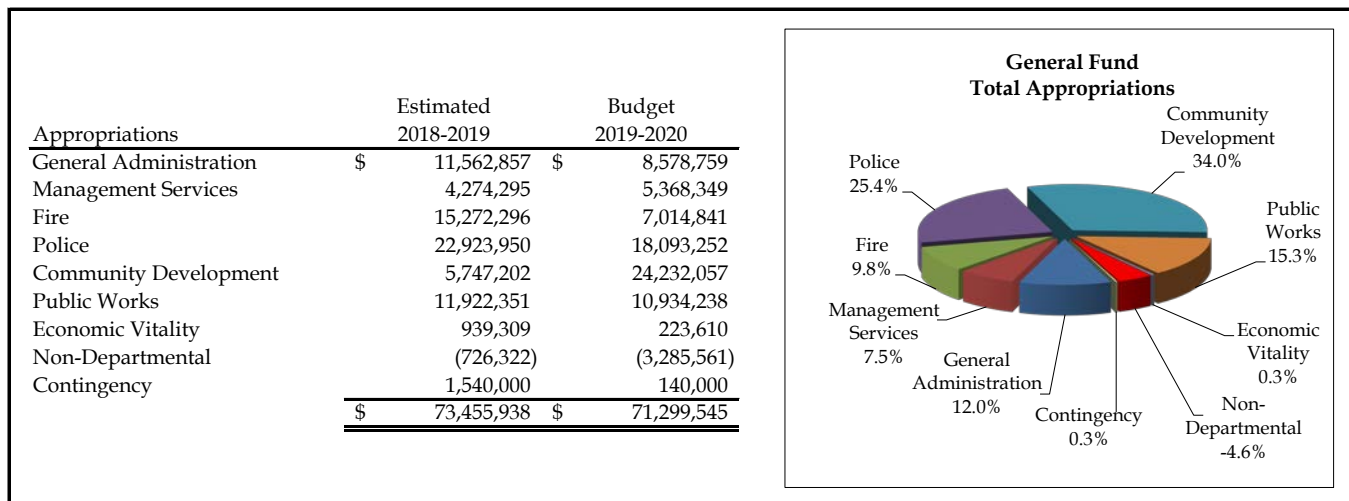 Estimated Budget
Appropriations 2018-2019 2019-2020
General Administration $ 11,562,857 $ 8,578,759
Management Services 4,274,295 5,368,349
Fire 15,272,296 7,014,841
Police 22,923,950 18,093,252
Community Development 5,747,202 24,232,057
Public Works 11,922,351 10,934,238
Economic Vitality 939,309 223,610
Non-Departmental (726,322) (3,285,561)
Contingency 1,540,000 140,000
$ 73,455,938 $ 71,299,545
General Fund
Total Appropriations
Community
Development
34.0%
Police
25.4%
Public
Works
15.3%
Fire
9.8%
Management
Services
7.5%
Economic
Vitality
0.3%
General
Administration
12.0%
Contingency
0.3%
Non-
Departmental
-4.6%